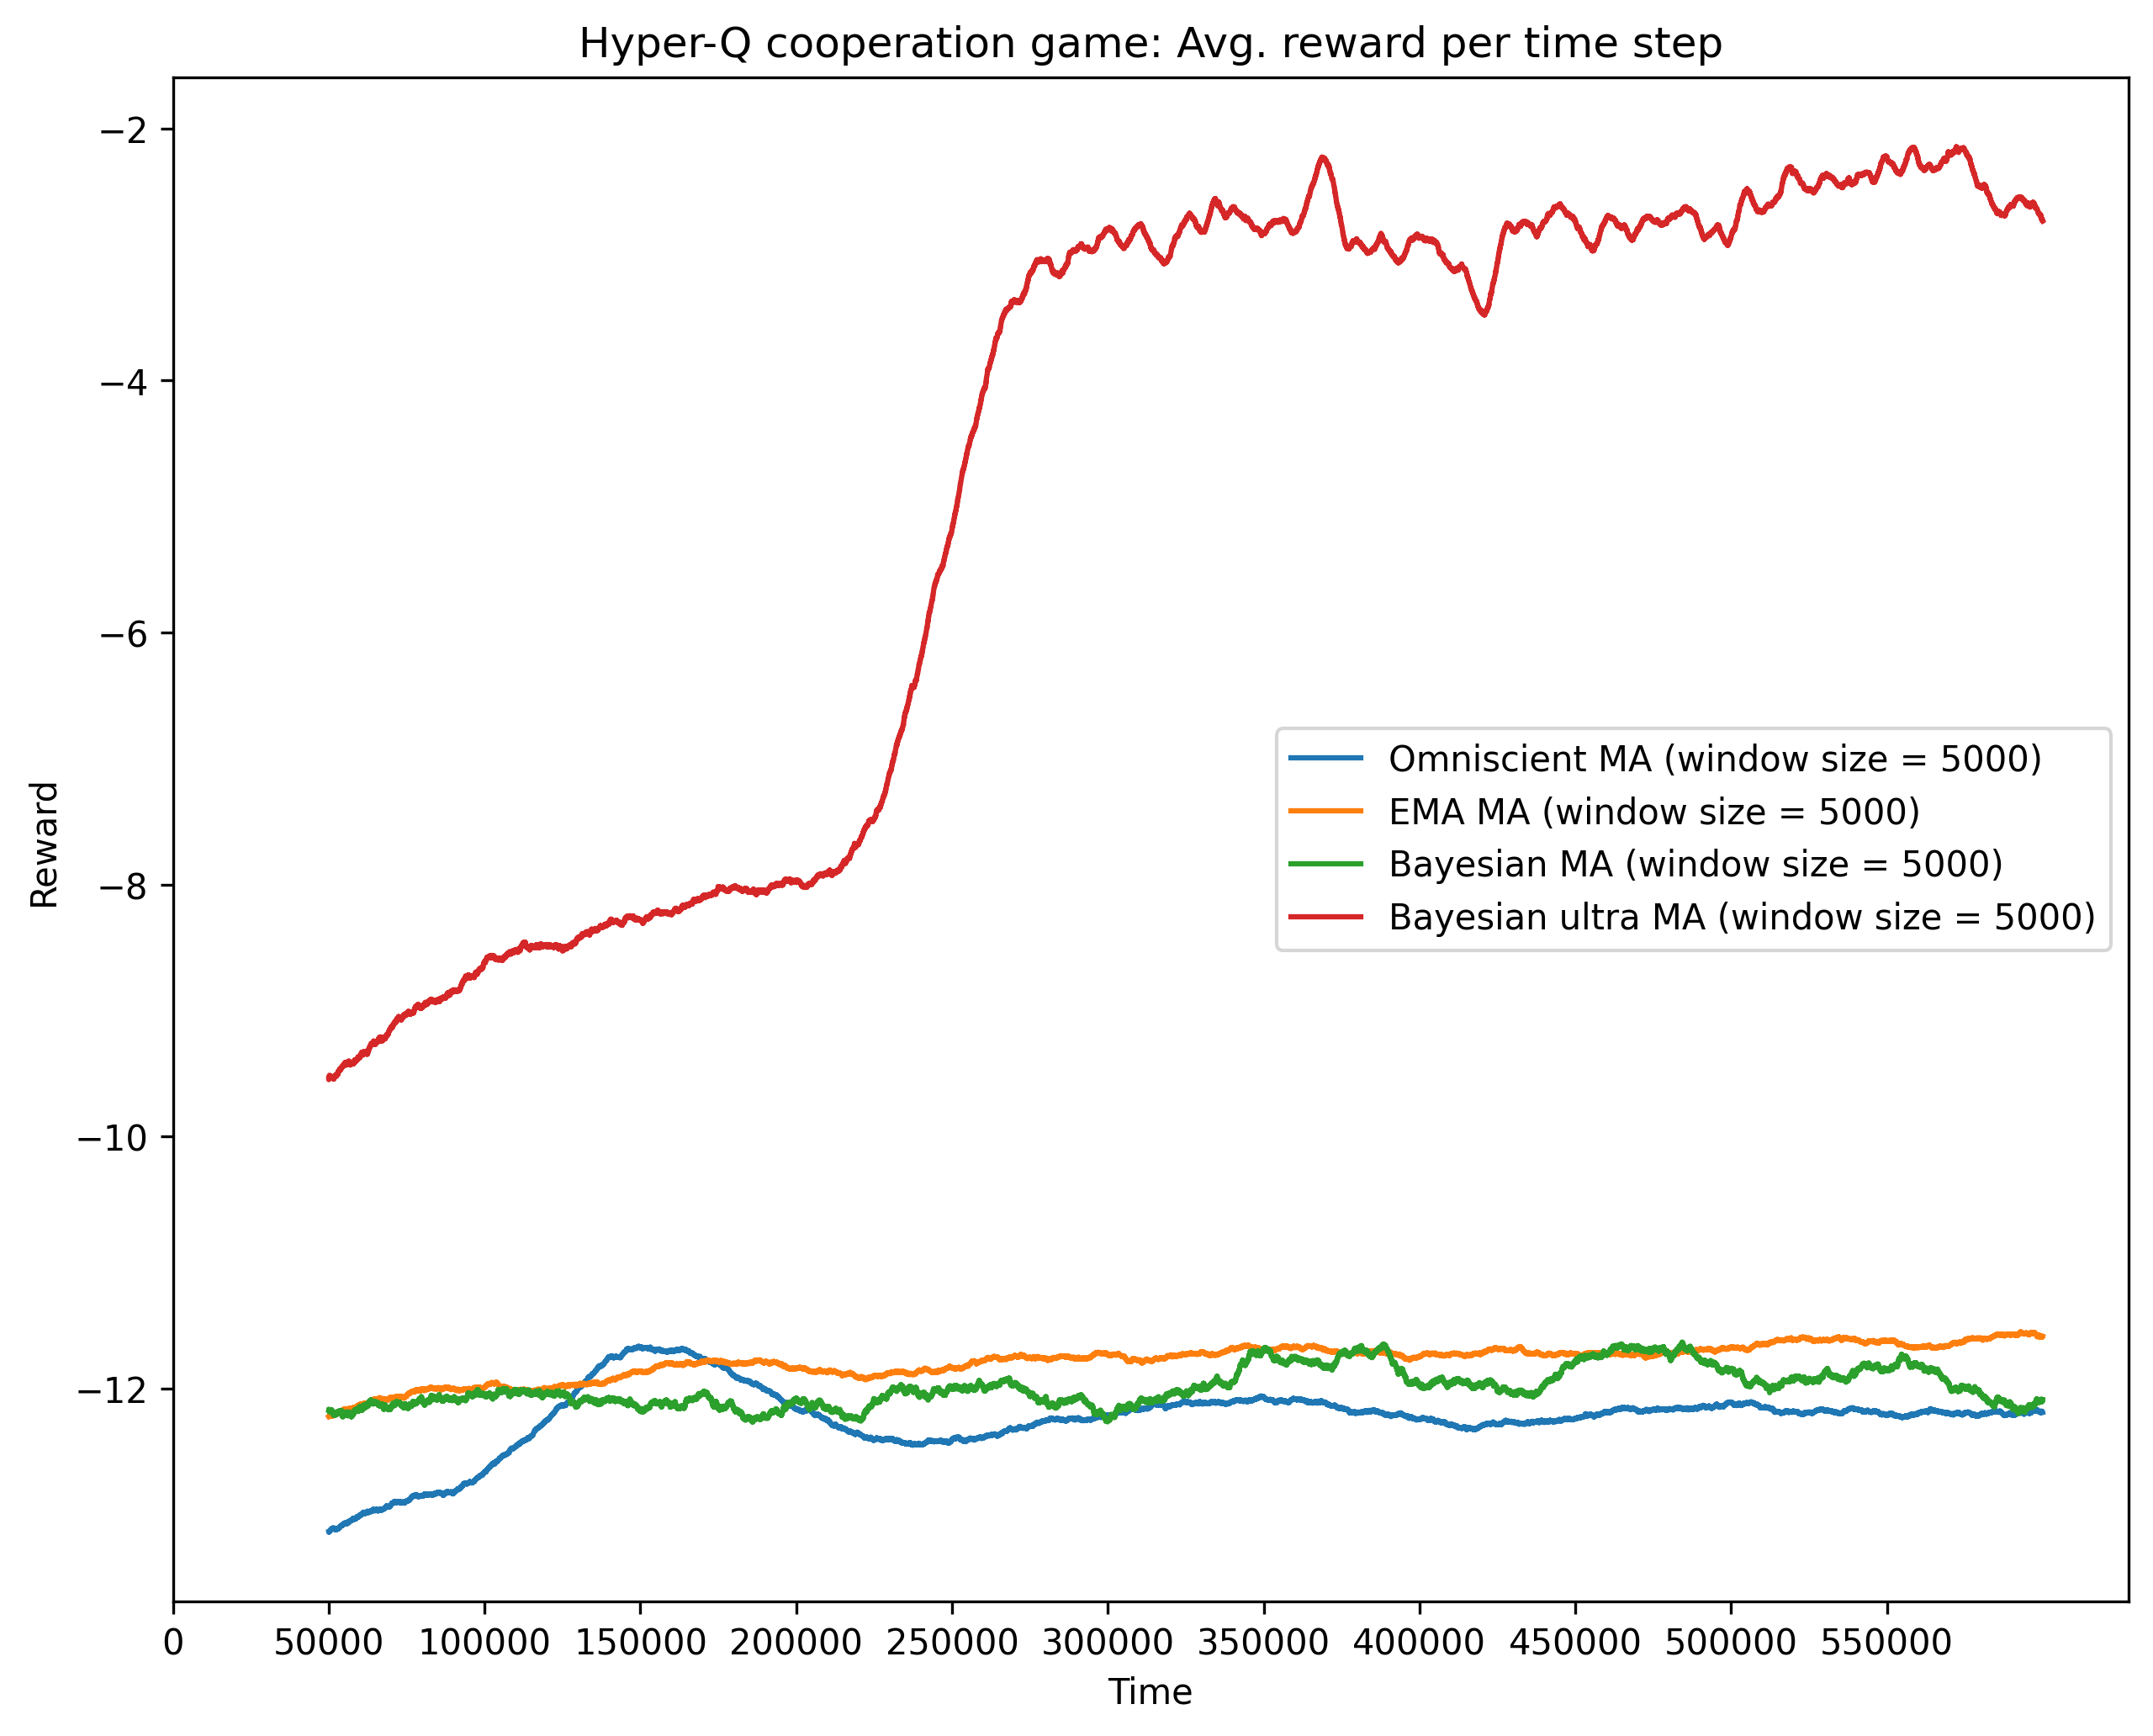 Hyper-Q cooperation game: Avg. reward per time step
−2
−4
−6
−8
−10
−12
Reward
Omniscient MA (window size = 5000)
EMA MA (window size = 5000)
Bayesian MA (window size = 5000)
Bayesian ultra MA (window size = 5000)
0 50000 100000 150000 200000 250000 300000 350000 400000 450000 500000 550000
Time